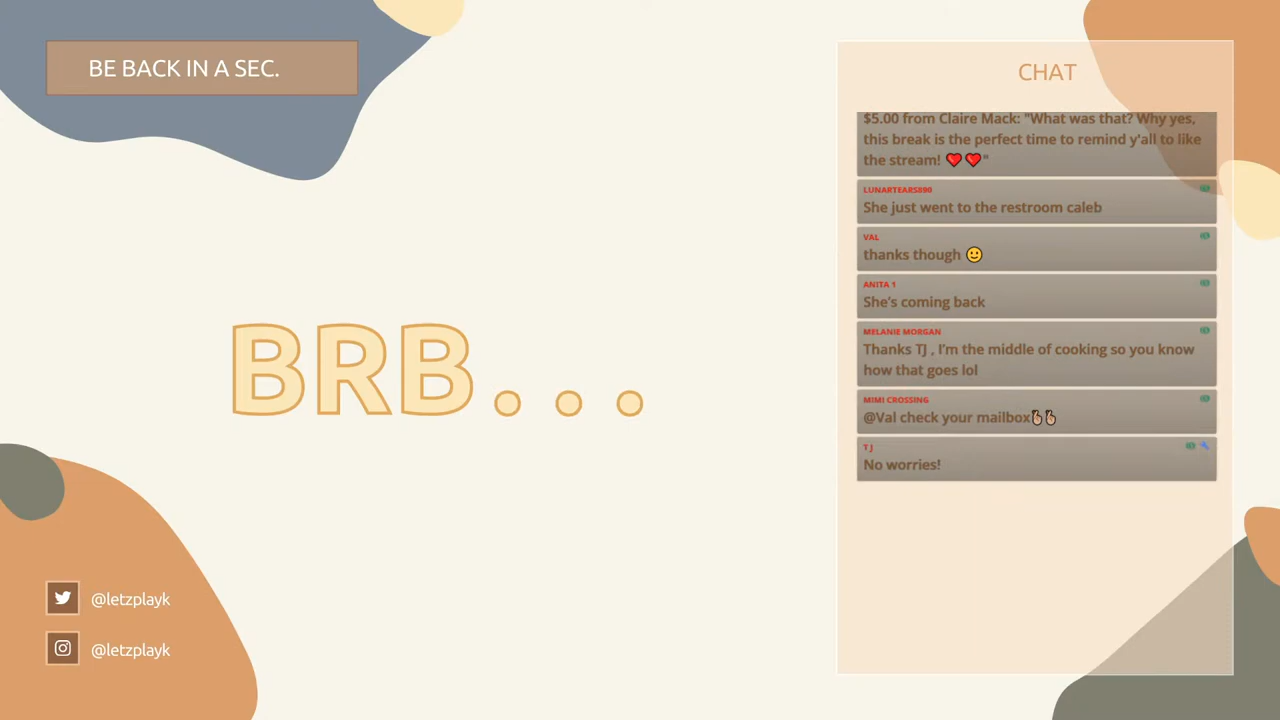 BE BACK IN A SEC.
BRB...
@letzplayk
@letzplayk
CHAT
$5.00 from Claire Mack: "What was that? Why yes,
this break is the perfect time to remind y'all to like
the stream! ❤️❤️"
LUNARTEARS890
She just went to the restroom caleb
VAL
thanks though 🙂
ANITA 1
She's coming back
MELANIE MORGAN
Thanks TJ , I'm the middle of cooking so you know
how that goes lol
MIMI CROSSING
@Val check your mailbox
T J
No worries!